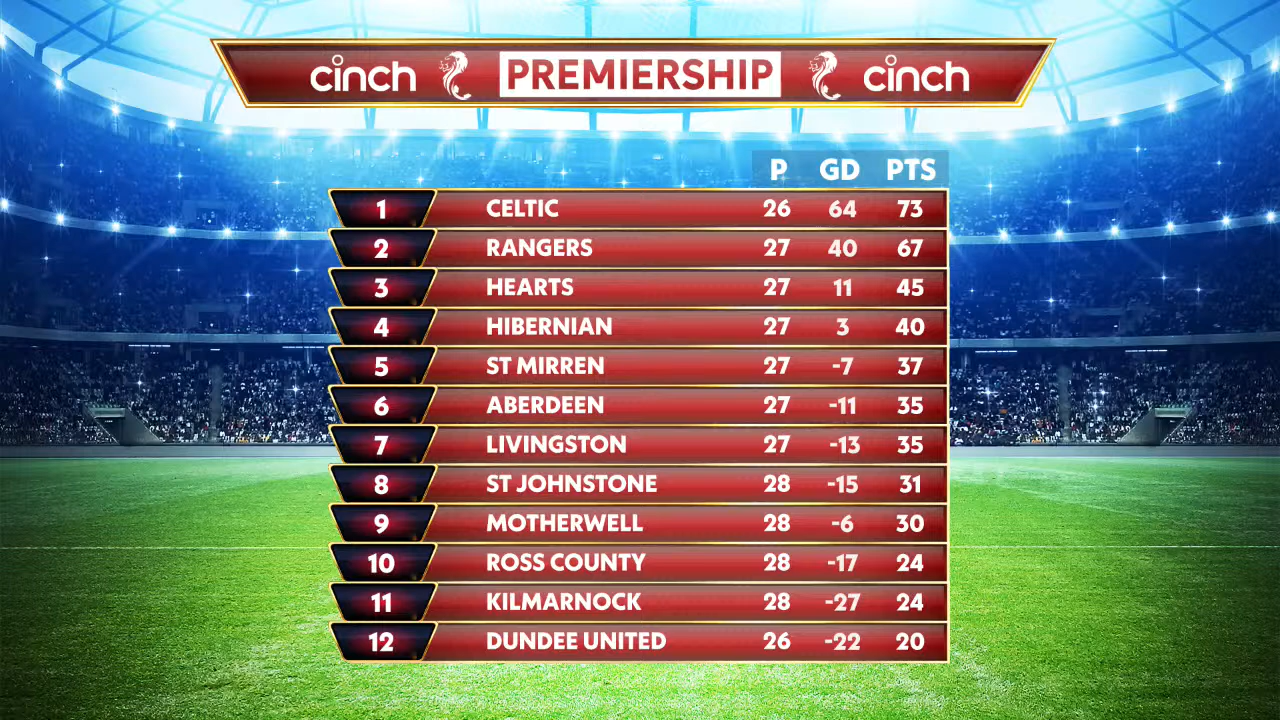 cinch PREMIERSHIP cinch
P GD PTS
1 CELTIC 26 64 73
2 RANGERS 27 40 67
3 HEARTS 27 11 45
4 HIBERNIAN 27 3 40
5 ST MIRREN 27 -7 37
6 ABERDEEN 27 -11 35
7 LIVINGSTON 27 -13 35
8 ST JOHNSTONE 28 -15 31
9 MOTHERWELL 28 -6 30
10 ROSS COUNTY 28 -17 24
11 KILMARNOCK 28 -27 24
12 DUNDEE UNITED 26 -22 20